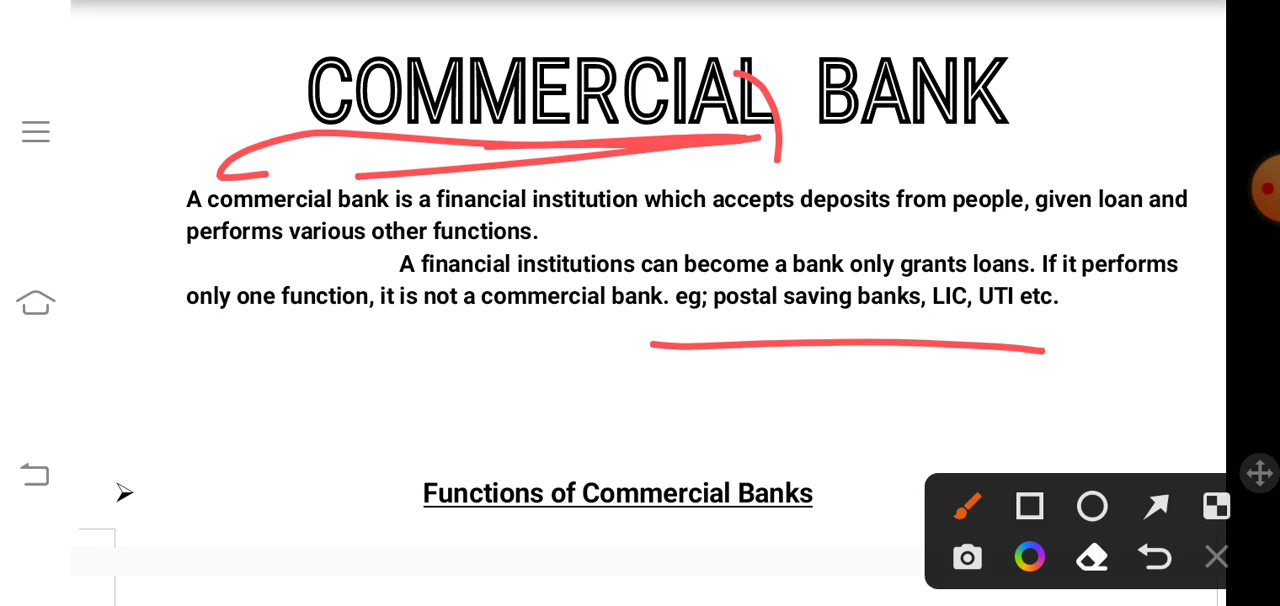 COMMERCIAL BANK
A commercial bank is a financial institution which accepts deposits from people, given loan and
performs various other functions.
A financial institutions can become a bank only grants loans. If it performs
only one function, it is not a commercial bank. eg; postal saving banks, LIC, UTI etc.
Functions of Commercial Banks